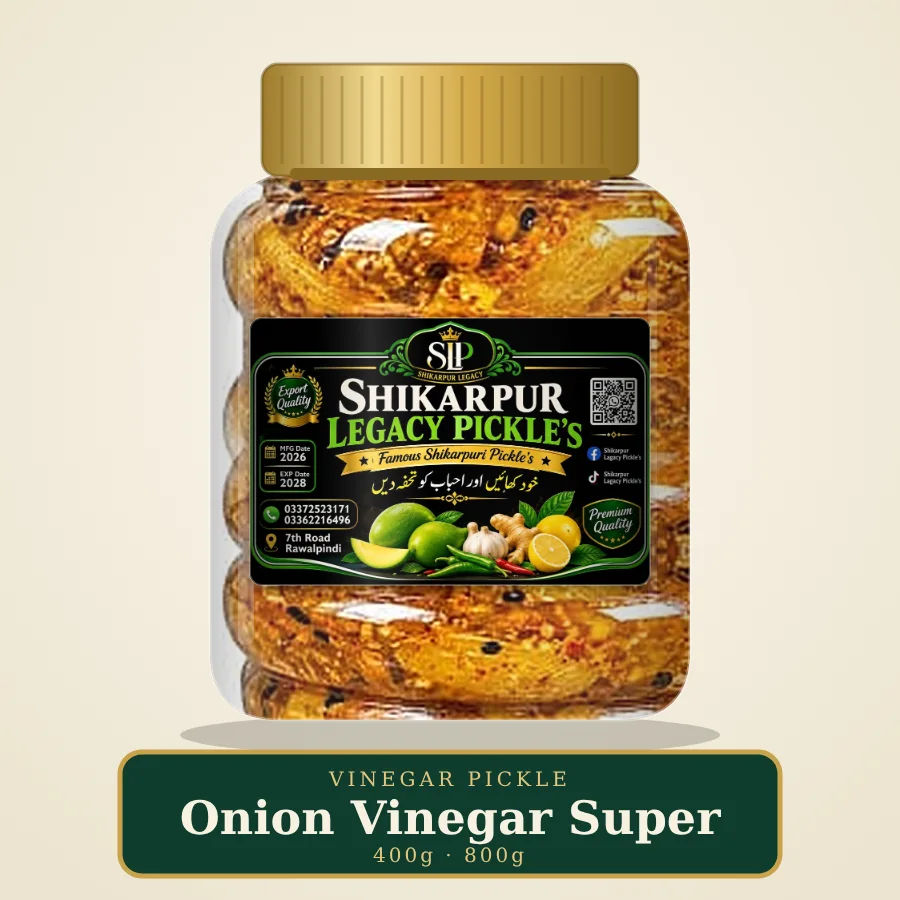 SLP
SHIKARPUR LEGACY
Export Quality
SHIKARPUR
LEGACY PICKLE'S
Famous Shikarpuri Pickle's
خود کھائیں اور احباب کو تحفہ دیں
MFG Date
2026
EXP Date
2028
03372523171
03362216496
7th Road
Rawalpindi
Shikarpur
Legacy Pickle's
Shikarpur
Legacy Pickle's
Premium
Quality
VINEGAR PICKLE
Onion Vinegar Super
400g · 800g